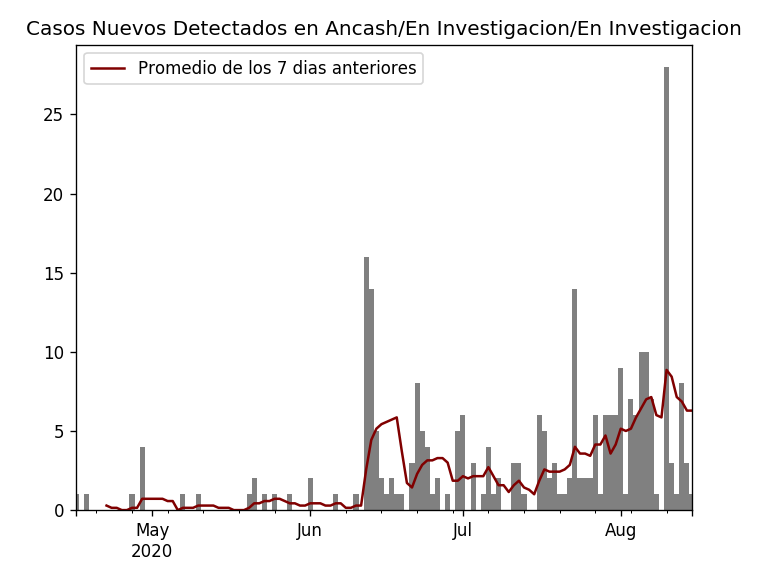 Casos Nuevos Detectados en Ancash/En Investigacion/En Investigacion
Promedio de los 7 dias anteriores
25
20
15
10
5
0
May Jun Jul Aug
2020